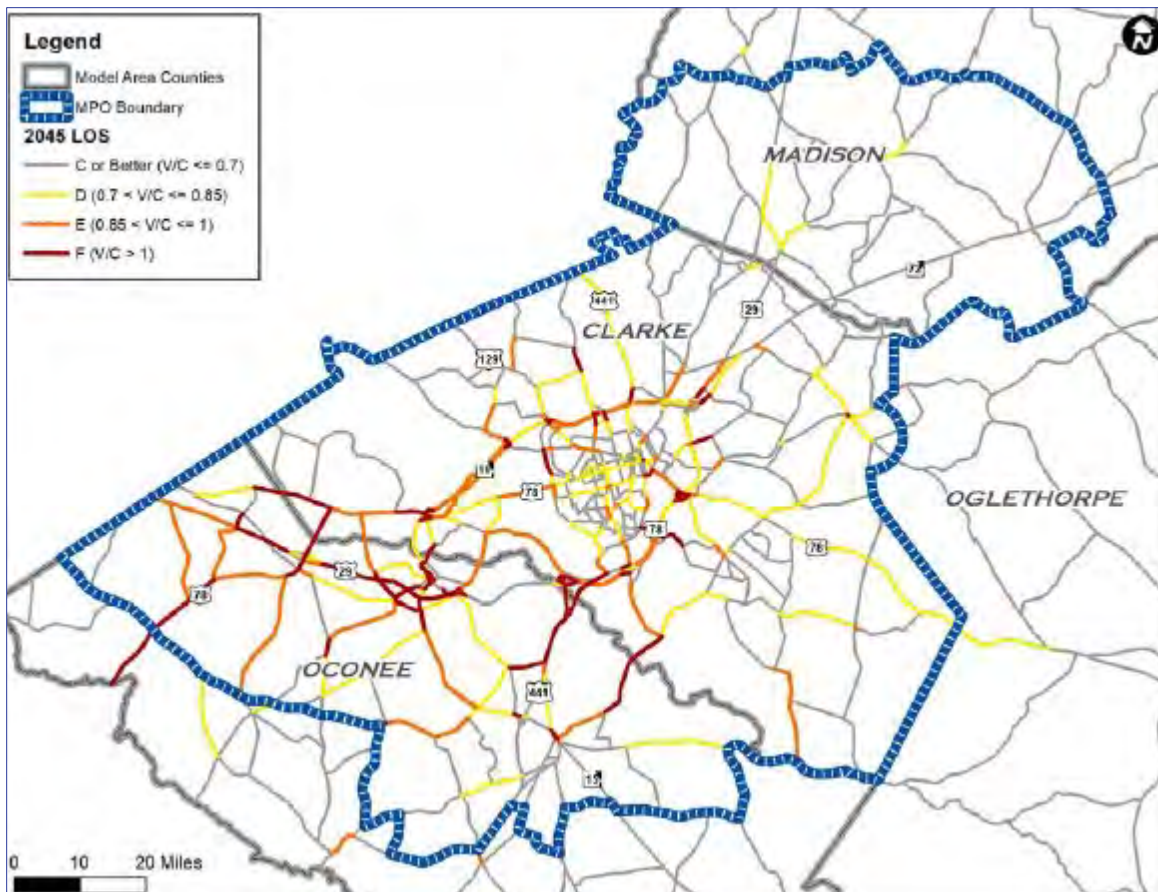 Legend
Model Area Counties
MPO Boundary
2045 LOS
C or Better (V/C <= 0.7)
D (0.7 < V/C <= 0.85)
E (0.85 < V/C <= 1)
F (V/C > 1)
N
MADISON
72
441
29
CLARKE
129
10
78
OGLETHORPE
78
78
29
78
OCONEE
441
15
0 10 20 Miles